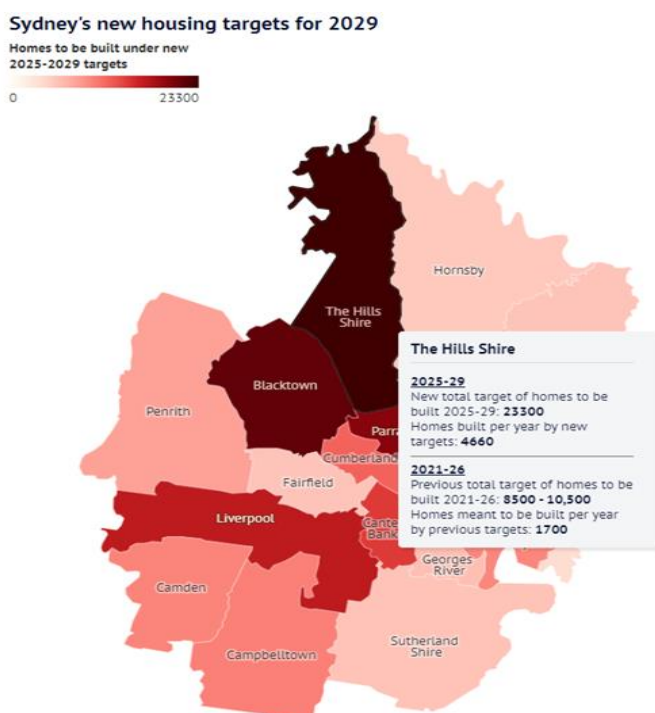 Sydney's new housing targets for 2029
Homes to be built under new
2025-2029 targets
0
23300
Hornsby
The Hills
Shire
Blacktown
Penrith
Cumberland
Fairfield
Liverpool
Georges
River
Camden
Campbelltown
Sutherland
Shire
The Hills Shire
2025-29
New total target of homes to be
built 2025-29: 23300
Homes built per year by new
targets: 4660
2021-26
Previous total target of homes to be
built 2021-26: 8500 - 10,500
Homes meant to be built per year
by previous targets: 1700